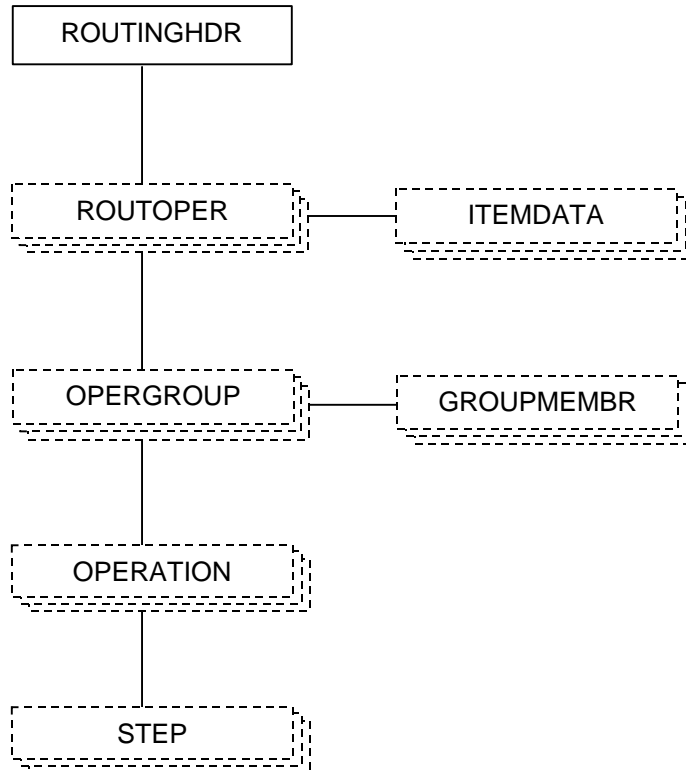 ROUTINGHDR
ROUTOPER
ITEMDATA
OPERGROUP
GROUPMEMBR
OPERATION
STEP